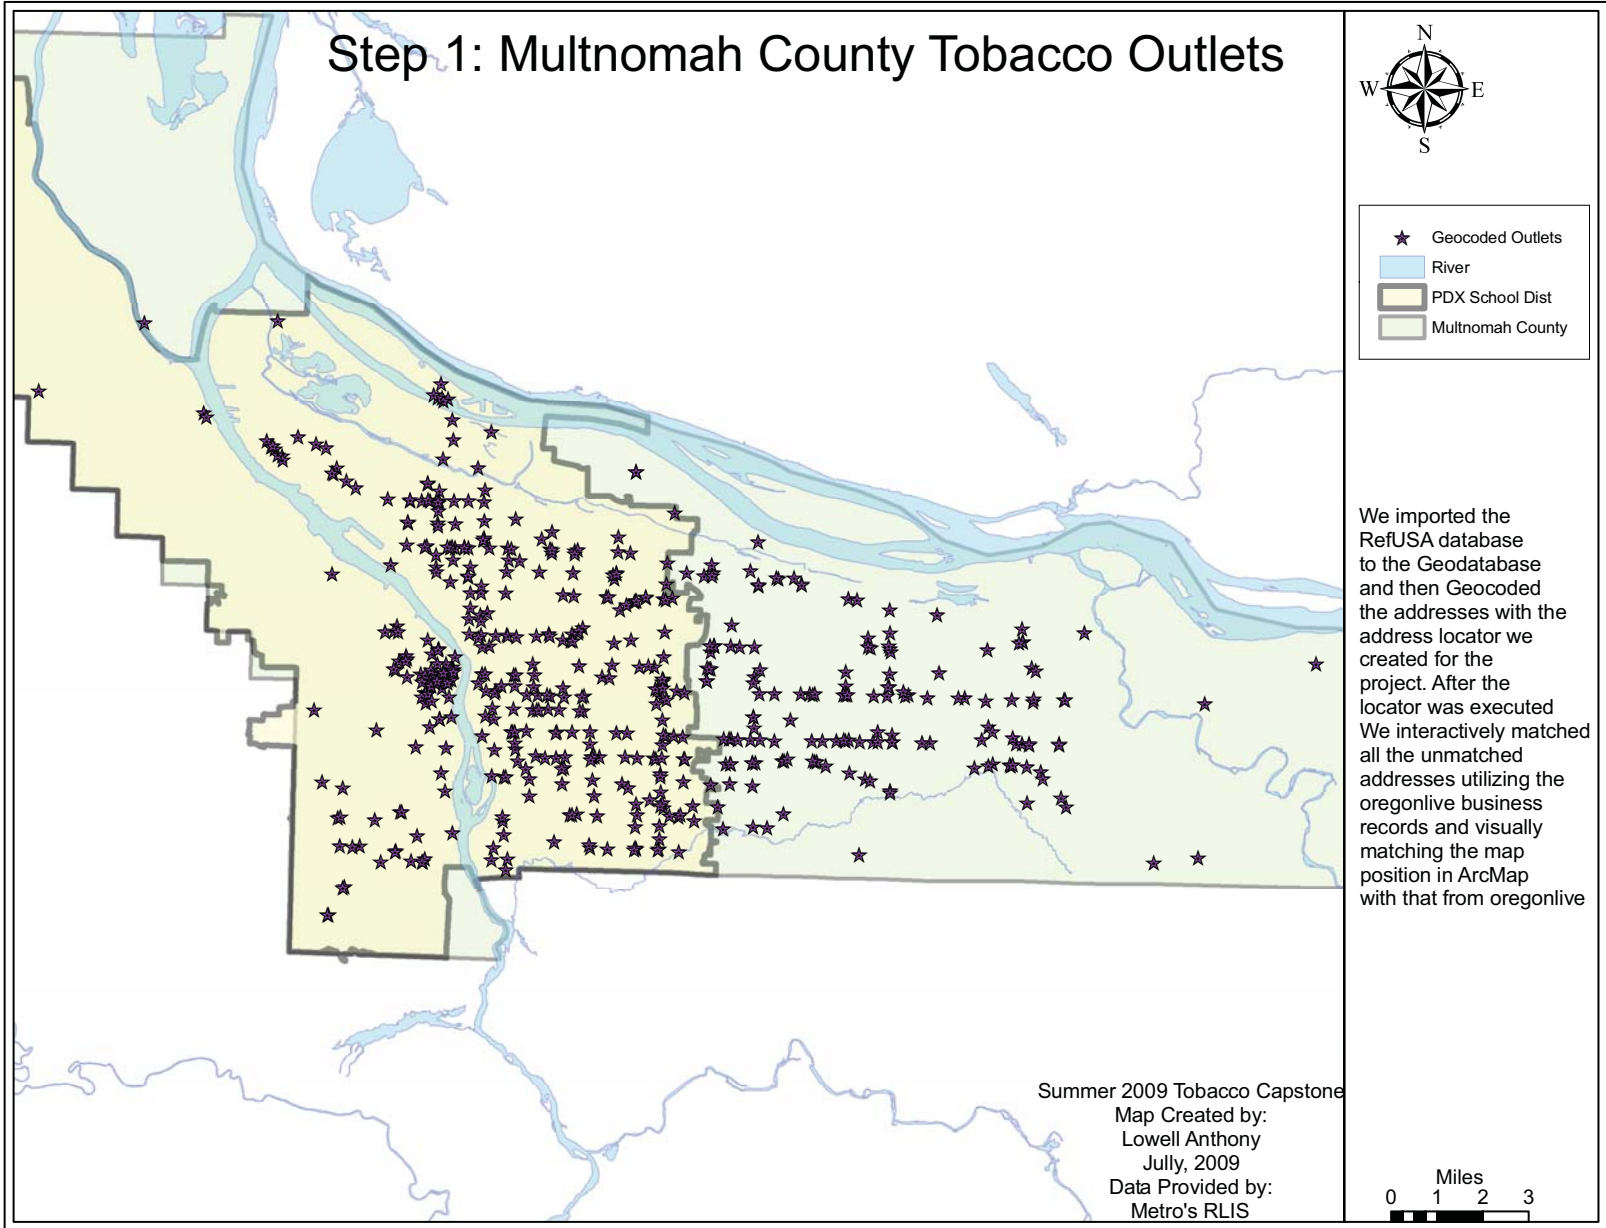 Step 1: Multnomah County Tobacco Outlets
N
W
E
S
Geocoded Outlets
River
PDX School Dist
Multnomah County
We imported the
RefUSA database
to the Geodatabase
and then Geocoded
the addresses with the
address locator we
created for the
project. After the
locator was executed
We interactively matched
all the unmatched
addresses utilizing the
oregonlive business
records and visually
matching the map
position in ArcMap
with that from oregonlive
Summer 2009 Tobacco Capstone
Map Created by:
Lowell Anthony
Jully, 2009
Data Provided by:
Metro's RLIS
Miles
0 1 2 3